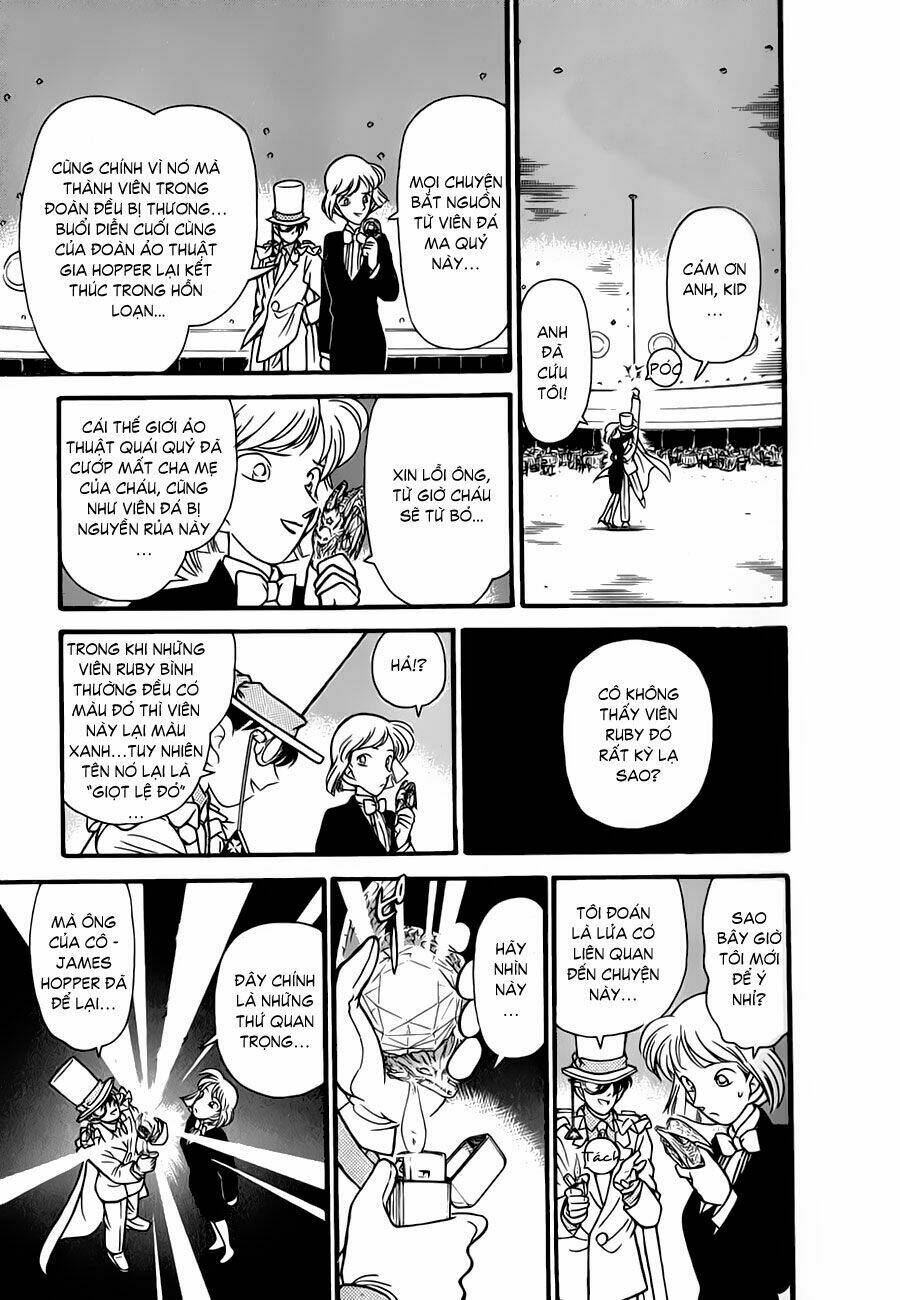 CẢM ƠN
ANH, KID
...
PÓC
ANH
ĐÃ
CỨU
TÔI!
MỌI CHUYỆN
BẮT NGUỒN
TỪ VIÊN ĐÁ
MA QUỶ
NÀY...
CŨNG CHÍNH VÌ NÓ MÀ
THÀNH VIÊN TRONG
ĐOÀN ĐỀU BỊ THƯƠNG...
BUỔI DIỄN CUỐI CÙNG
CỦA ĐOÀN ẢO THUẬT
GIA HOPPER LẠI KẾT
THÚC TRONG HỖN
LOẠN...
XIN LỖI ÔNG,
TỪ GIỜ CHÁU
SẼ TỪ BỎ...
CÁI THẾ GIỚI ẢO
THUẬT QUÁI QUỶ ĐÃ
CƯỚP MẤT CHA MẸ
CỦA CHÁU, CŨNG
NHƯ VIÊN ĐÁ BỊ
NGUYỀN RỦA NÀY
...
CÔ KHÔNG
THẤY VIÊN
RUBY ĐÓ
RẤT KỲ LẠ
SAO?
HẢ!?
TRONG KHI NHỮNG
VIÊN RUBY BÌNH
THƯỜNG ĐỀU CÓ
MÀU ĐỎ THÌ VIÊN
NÀY LẠI MÀU
XANH...TUY NHIÊN
TÊN NÓ LẠI LÀ
"GIỌT LỆ ĐỎ"
...
SAO
BÂY GIỜ
TÔI MỚI
ĐỂ Ý
NHỈ?
TÔI ĐOÁN
LÀ LỬA CÓ
LIÊN QUAN
ĐẾN CHUYỆN
NÀY...
Tách
HÃY
NHÌN
NÀY
...
ピ
ĐÂY CHÍNH
LÀ NHỮNG
THỨ QUAN
TRỌNG...
MÀ ÔNG
CỦA CÔ -
JAMES
HOPPER ĐÃ
ĐỂ LẠI...